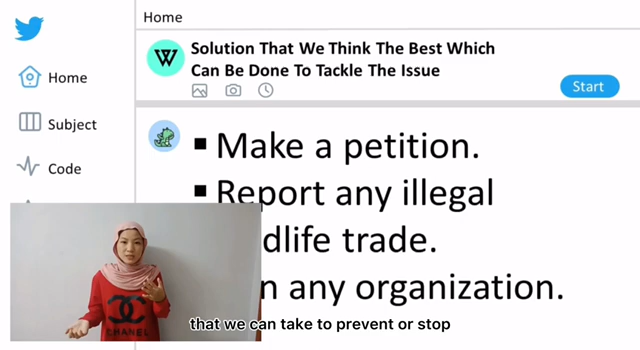 Home
W
Solution That We Think The Best Which
Can Be Done To Tackle The Issue
Start
Home
Subject
Code
Make a petition.
Report any illegal
dlife trade.
n any organization.
CHANEL
that we can take to prevent or stop